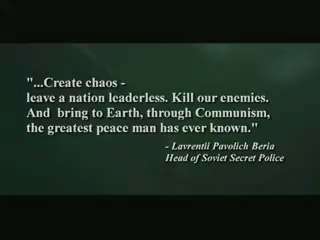 "...Create chaos -
leave a nation leaderless. Kill our enemies.
And bring to Earth, through Communism,
the greatest peace man has ever known."
- Lavrentii Pavolich Beria
Head of Soviet Secret Police